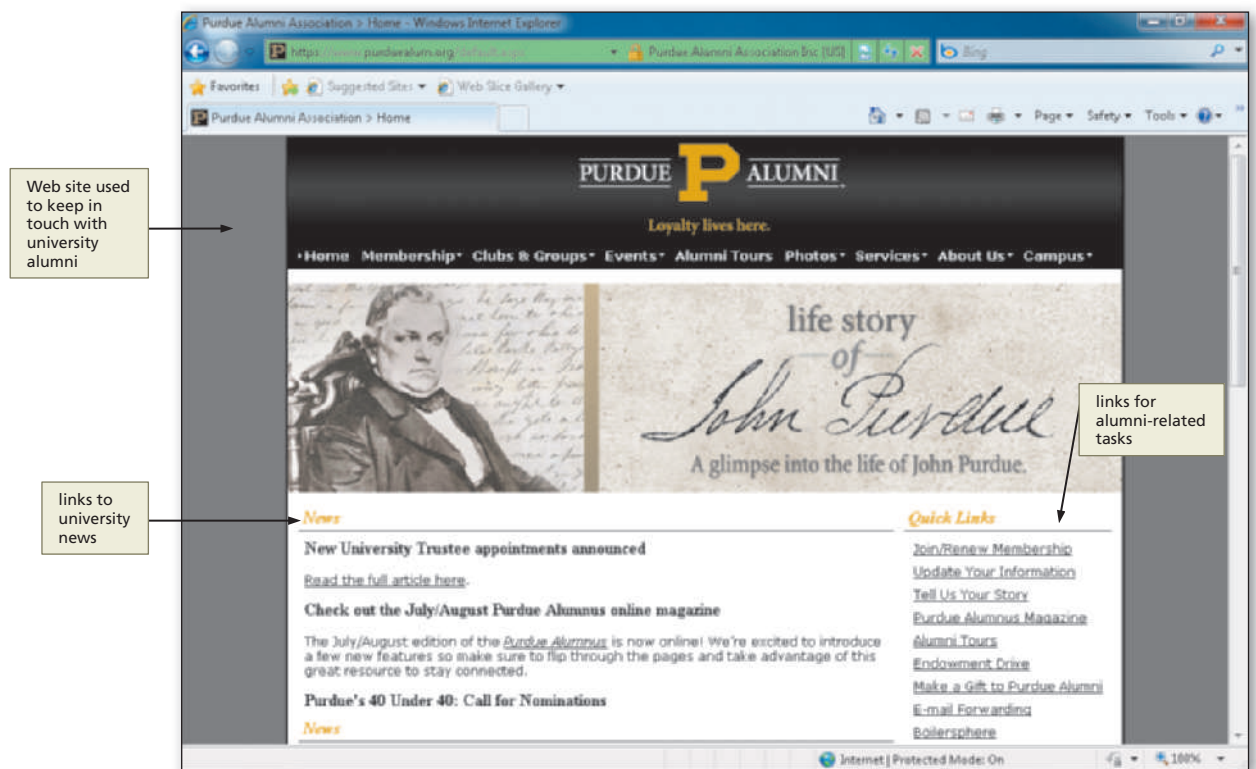 Purdue Alumni Association > Home - Windows Internet Explorer
https://www.purduealum.org/default.aspx
Purdue Alumni Association Inc [US]
Bing
Favorites
Suggested Sites
Web Slice Gallery
Purdue Alumni Association > Home
Page
Safety
Tools
Web site used
to keep in
touch with
university
alumni
PURDUE P ALUMNI
Loyalty lives here.
Home Membership Clubs & Groups Events Alumni Tours Photos Services About Us Campus
life story
of
John Purdue
A glimpse into the life of John Purdue.
links for
alumni-related
tasks
links to
university
news
News
New University Trustee appointments announced
Read the full article here.
Check out the July/August Purdue Alumnus online magazine
The July/August edition of the Purdue Alumnus is now online! We're excited to introduce
a few new features so make sure to flip through the pages and take advantage of this
great resource to stay connected.
Purdue's 40 Under 40: Call for Nominations
News
Quick Links
Join/Renew Membership
Update Your Information
Tell Us Your Story
Purdue Alumnus Magazine
Alumni Tours
Endowment Drive
Make a Gift to Purdue Alumni
E-mail Forwarding
Boilersphere
Internet | Protected Mode: On
100%